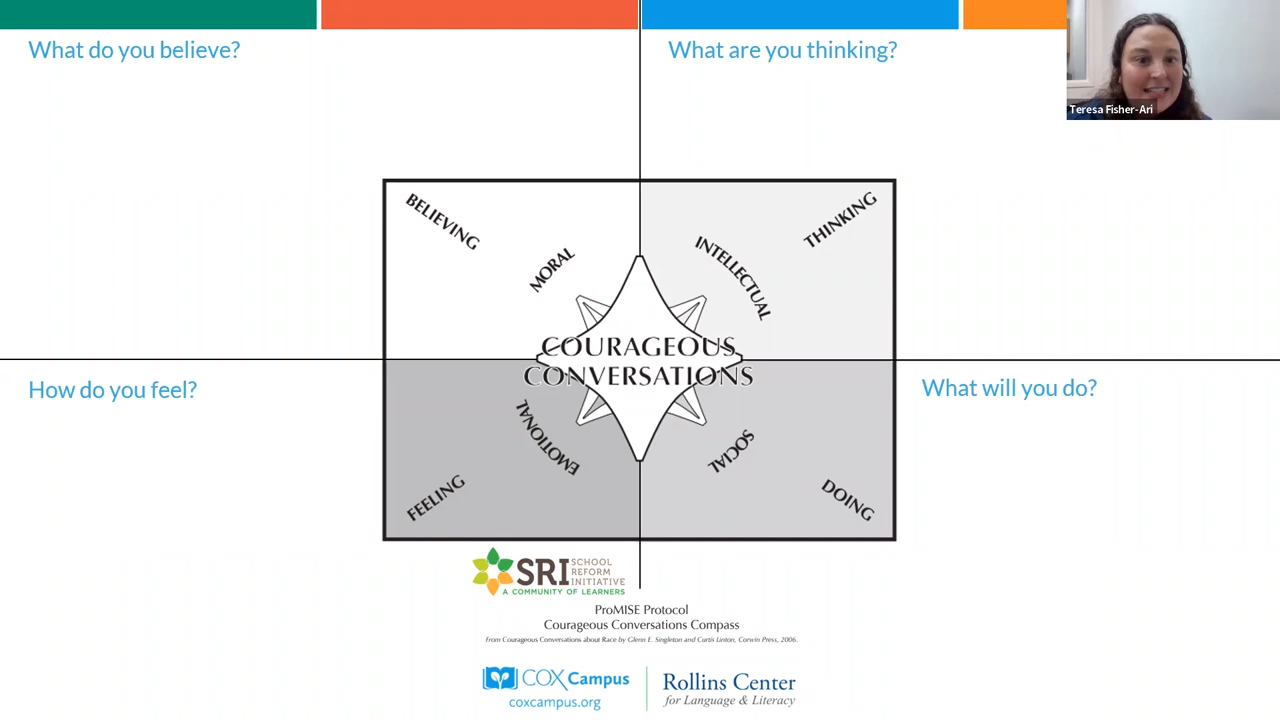 What do you believe?
What are you thinking?
Teresa Fisher-Ari
BELIEVING
THINKING
MORAL
INTELLECTUAL
COURAGEOUS
CONVERSATIONS
How do you feel?
What will you do?
EMOTIONAL
SOCIAL
FEELING
DOING
SRI SCHOOL
REFORM
INITIATIVE
A COMMUNITY OF LEARNERS
ProMISE Protocol
Courageous Conversations Compass
From Courageous Conversations about Race by Glenn E. Singleton and Curtis Linton, Corwin Press, 2006.
COX Campus
coxcampus.org
Rollins Center
for Language & Literacy